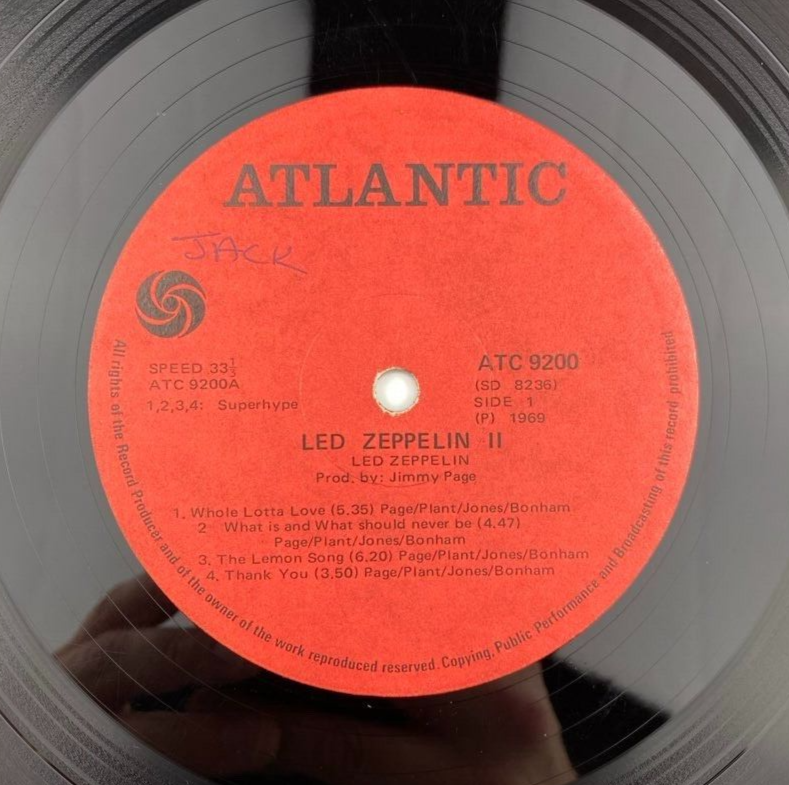 ATLANTIC
JACK
SPEED 33⅓
ATC 9200A
1,2,3,4: Superhype
ATC 9200
(SD 8236)
SIDE 1
(P) 1969
LED ZEPPELIN II
LED ZEPPELIN
Prod. by: Jimmy Page
1. Whole Lotta Love (5.35) Page/Plant/Jones/Bonham
2 What is and What should never be (4.47)
Page/Plant/Jones/Bonham
3. The Lemon Song (6.20) Page/Plant/Jones/Bonham
4. Thank You (3.50) Page/Plant/Jones/Bonham
All rights of the Record Producer and of the owner of the work reproduced reserved. Copying, Public Performance and Broadcasting of this record prohibited